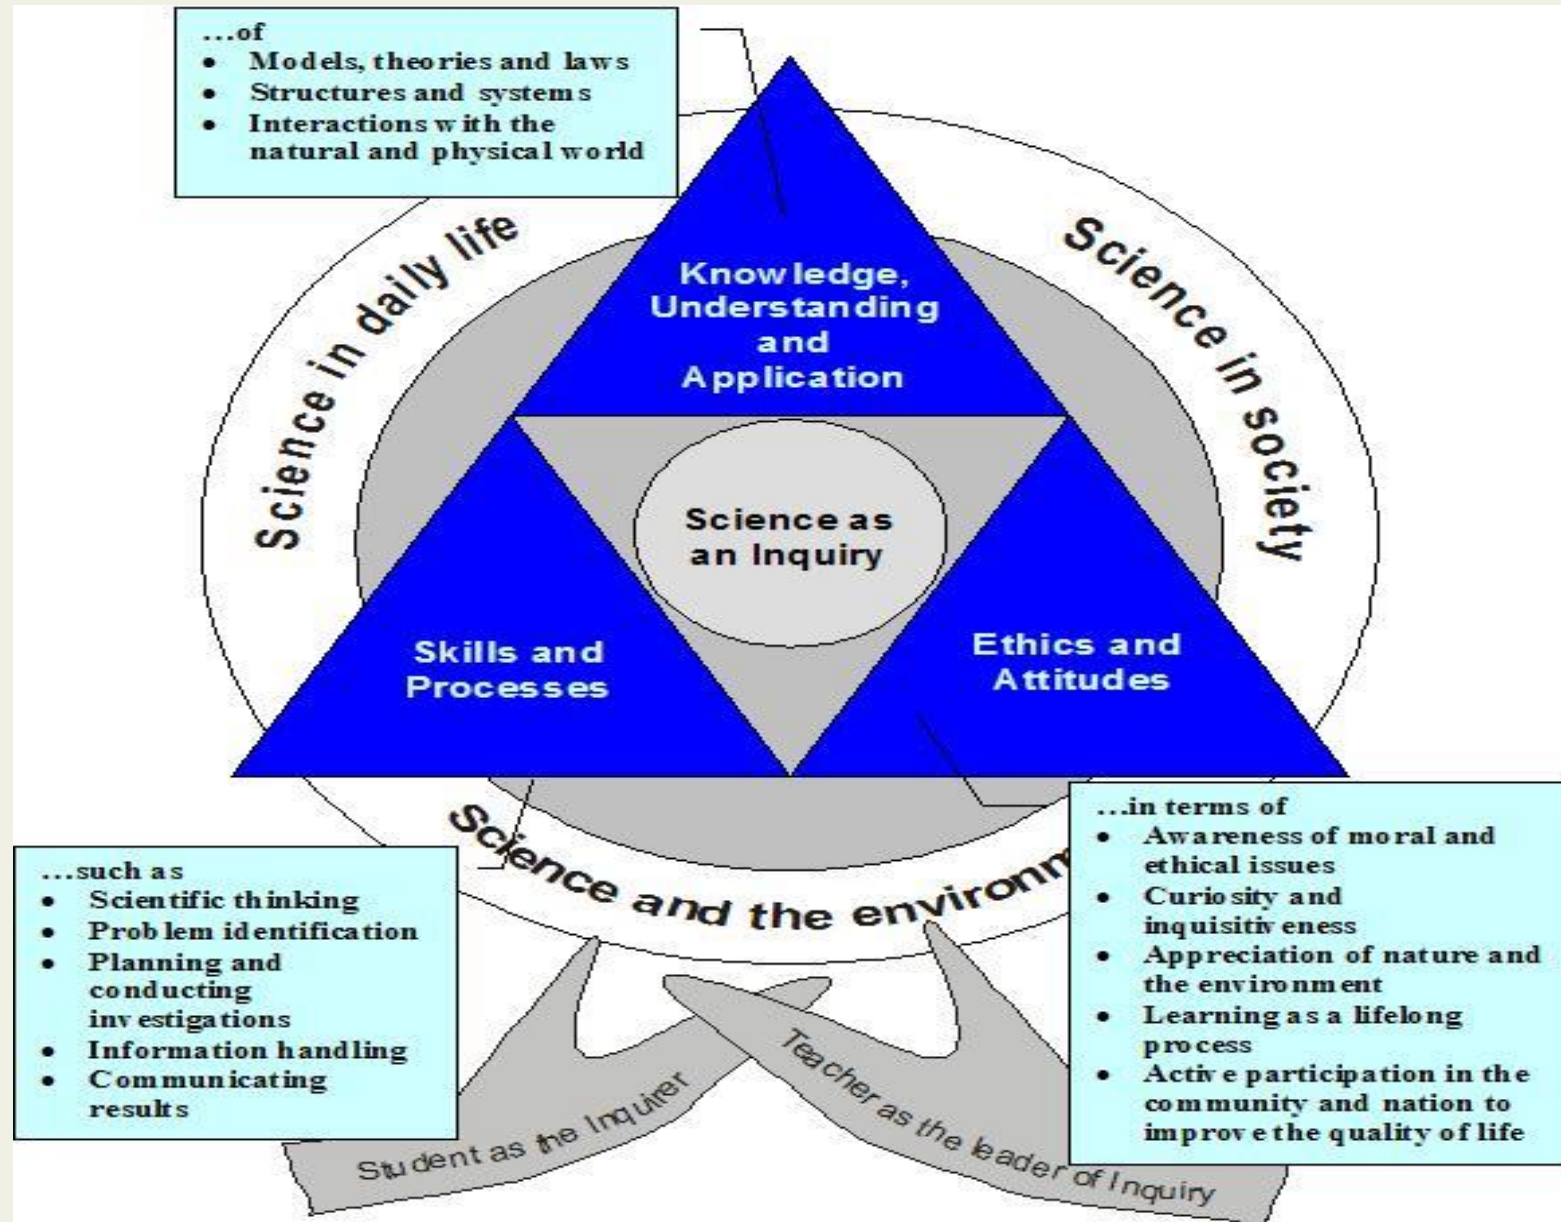 ...of
• Models, theories and laws
• Structures and systems
• Interactions with the
natural and physical world
Science in daily life
Science in society
Knowledge,
Understanding
and
Application
Science as
an Inquiry
Skills and
Processes
Ethics and
Attitudes
Science and the environm
...such as
• Scientific thinking
• Problem identification
• Planning and
conducting
investigations
• Information handling
• Communicating
results
...in terms of
• Awareness of moral and
ethical issues
• Curiosity and
inquisitiveness
• Appreciation of nature and
the environment
• Learning as a lifelong
process
• Active participation in the
community and nation to
improve the quality of life
Student as the Inquirer
Teacher as the leader of Inquiry